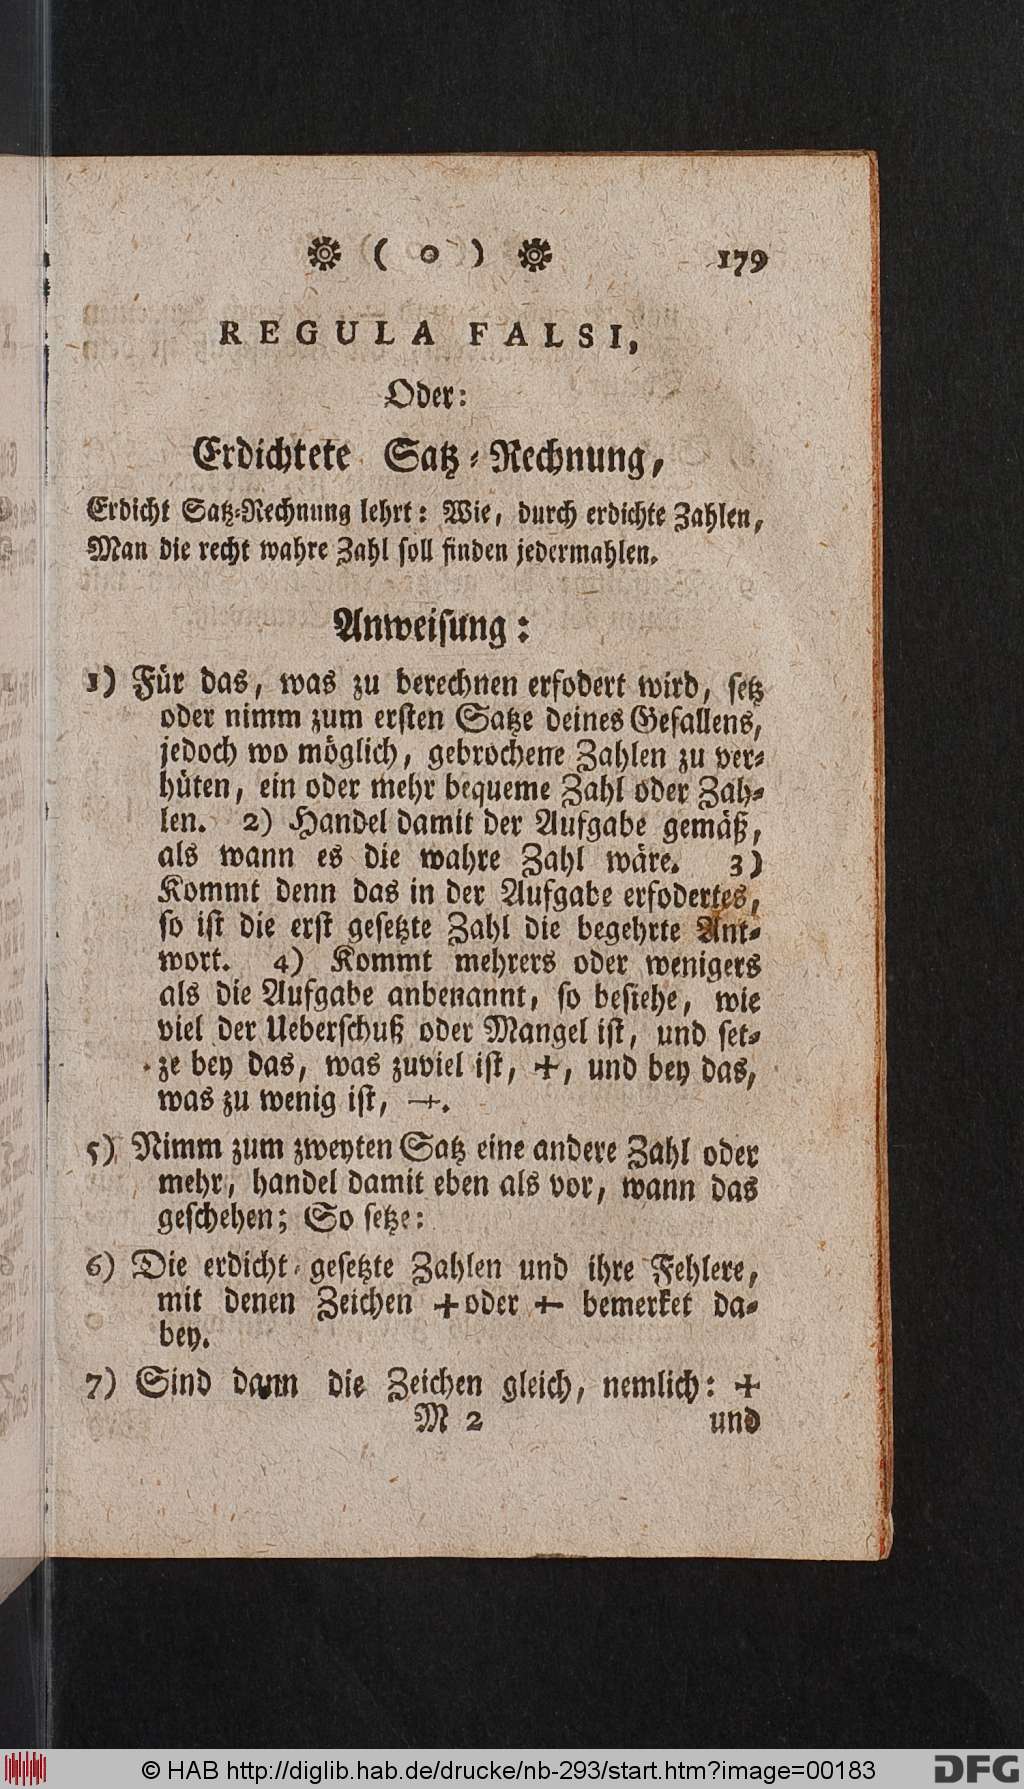 ( o ) 179
REGULA FALSI,
Oder:
Erdichtete Satz-Rechnung,
Erdicht Satz-Rechnung lehrt: Wie, durch erdichte Zahlen,
Man die recht wahre Zahl soll finden jedermahlen.
Anweisung:
1) Für das, was zu berechnen erfodert wird, setz
oder nimm zum ersten Satze deines Gefallens,
jedoch wo möglich, gebrochene Zahlen zu ver-
hüten, ein oder mehr bequeme Zahl oder Zah-
len. 2) Handel damit der Aufgabe gemäß,
als wann es die wahre Zahl wäre. 3)
Kommt denn das in der Aufgabe erfodertes,
so ist die erst gesetzte Zahl die begehrte Ant-
wort. 4) Kommt mehrers oder wenigers
als die Aufgabe anbenannt, so besiehe, wie
viel der Ueberschuß oder Mangel ist, und set-
ze bey das, was zuviel ist, +, und bey das,
was zu wenig ist, ⟶.
5) Nimm zum zweyten Satz eine andere Zahl oder
mehr, handel damit eben als vor, wann das
geschehen; So setze:
6) Die erdicht-gesetzte Zahlen und ihre Fehlere,
mit denen Zeichen + oder ÷ bemerket da-
bey.
7) Sind dann die Zeichen gleich, nemlich: +
M 2 und
© HAB http://diglib.hab.de/drucke/nb-293/start.htm?image=00183
DFG